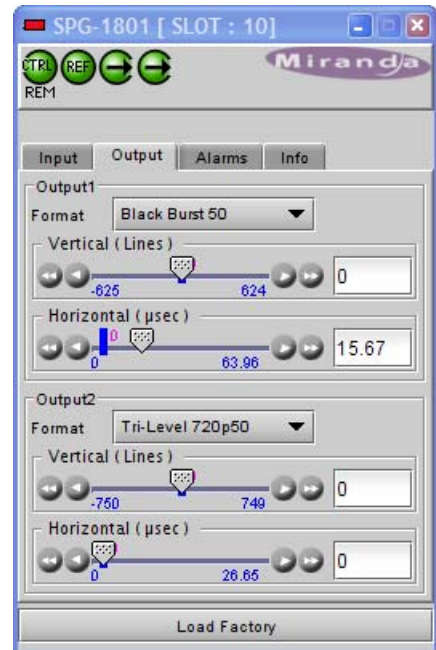 SPG-1801 [ SLOT : 10]
CTRL REF
REM
Miranda
Input Output Alarms Info
Output1
Format Black Burst 50
Vertical ( Lines )
0
-625 624
Horizontal ( µsec )
0
15.67
0 63.96
Output2
Format Tri-Level 720p50
Vertical ( Lines )
0
-750 749
Horizontal ( µsec )
0
0 26.65
Load Factory